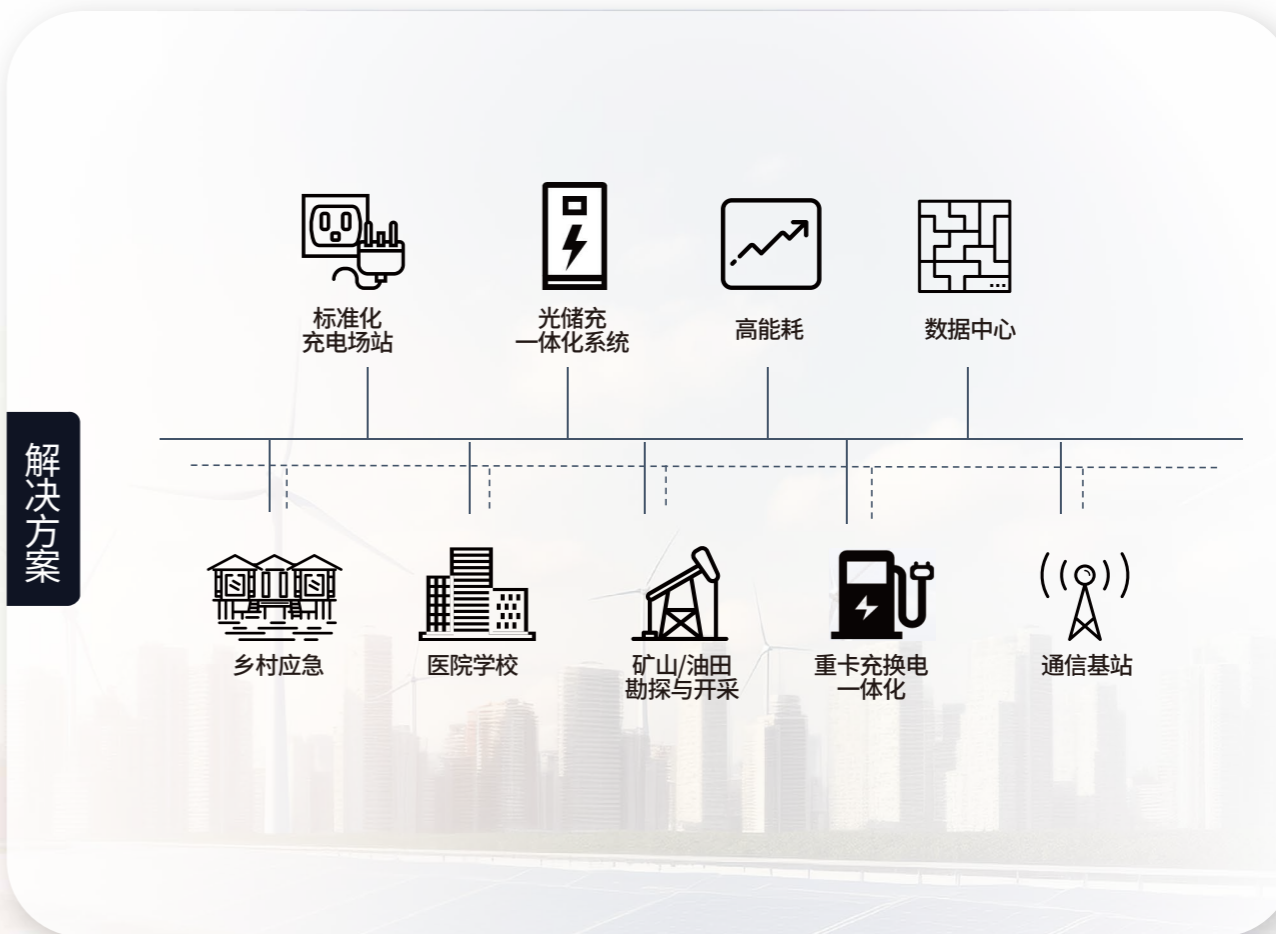 标准化
充电场站
光储充
一体化系统
高能耗
数据中心
解决方案
乡村应急
医院学校
矿山/油田
勘探与开采
重卡充换电
一体化
通信基站